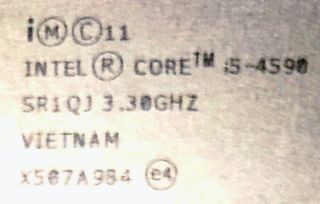 i Ⓜ Ⓒ 11
INTEL® CORE™ i5-4590
SR1QJ 3.30GHZ
VIETNAM
X507A984 e4